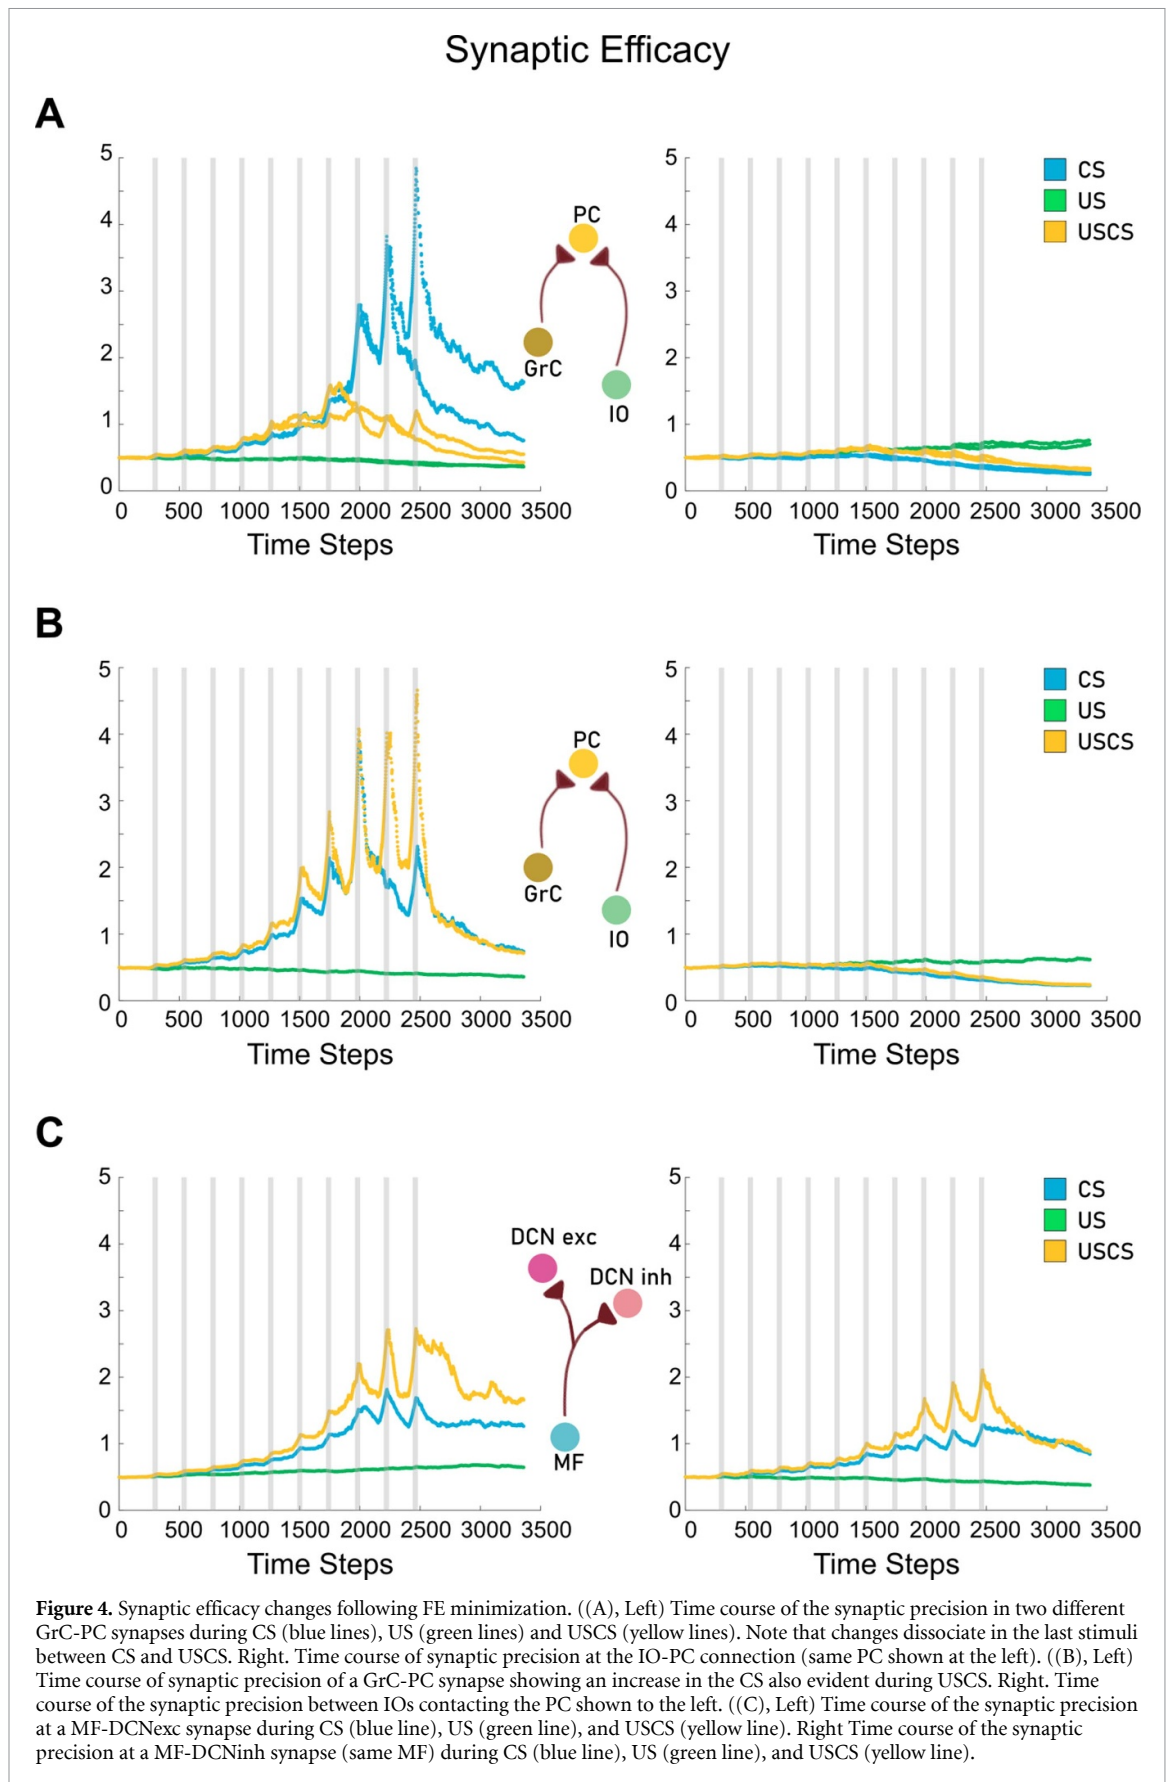 Synaptic Efficacy
A
5
4
3
2
1
0
0 500 1000 1500 2000 2500 3000 3500
Time Steps
PC
GrC
IO
5
4
3
2
1
0
0 500 1000 1500 2000 2500 3000 3500
Time Steps
CS
US
USCS
B
5
4
3
2
1
0
0 500 1000 1500 2000 2500 3000 3500
Time Steps
PC
GrC
IO
5
4
3
2
1
0
0 500 1000 1500 2000 2500 3000 3500
Time Steps
CS
US
USCS
C
5
4
3
2
1
0
0 500 1000 1500 2000 2500 3000 3500
Time Steps
DCN exc
DCN inh
MF
5
4
3
2
1
0
0 500 1000 1500 2000 2500 3000 3500
Time Steps
CS
US
USCS
Figure 4. Synaptic efficacy changes following FE minimization. ((A), Left) Time course of the synaptic precision in two different
GrC-PC synapses during CS (blue lines), US (green lines) and USCS (yellow lines). Note that changes dissociate in the last stimuli
between CS and USCS. Right. Time course of synaptic precision at the IO-PC connection (same PC shown at the left). ((B), Left)
Time course of synaptic precision of a GrC-PC synapse showing an increase in the CS also evident during USCS. Right. Time
course of the synaptic precision between IOs contacting the PC shown to the left. ((C), Left) Time course of the synaptic precision
at a MF-DCNexc synapse during CS (blue line), US (green line), and USCS (yellow line). Right Time course of the synaptic
precision at a MF-DCNinh synapse (same MF) during CS (blue line), US (green line), and USCS (yellow line).